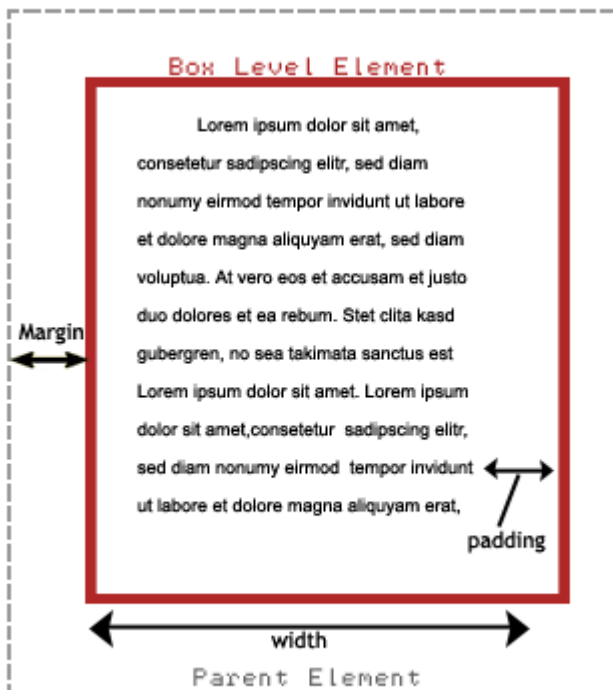 Box Level Element
Lorem ipsum dolor sit amet,
consetetur sadipscing elitr, sed diam
nonumy eirmod tempor invidunt ut labore
et dolore magna aliquyam erat, sed diam
voluptua. At vero eos et accusam et justo
duo dolores et ea rebum. Stet clita kasd
Margin
gubergren, no sea takimata sanctus est
Lorem ipsum dolor sit amet. Lorem ipsum
dolor sit amet,consetetur sadipscing elitr,
sed diam nonumy eirmod tempor invidunt
ut labore et dolore magna aliquyam erat,
padding
width
Parent Element